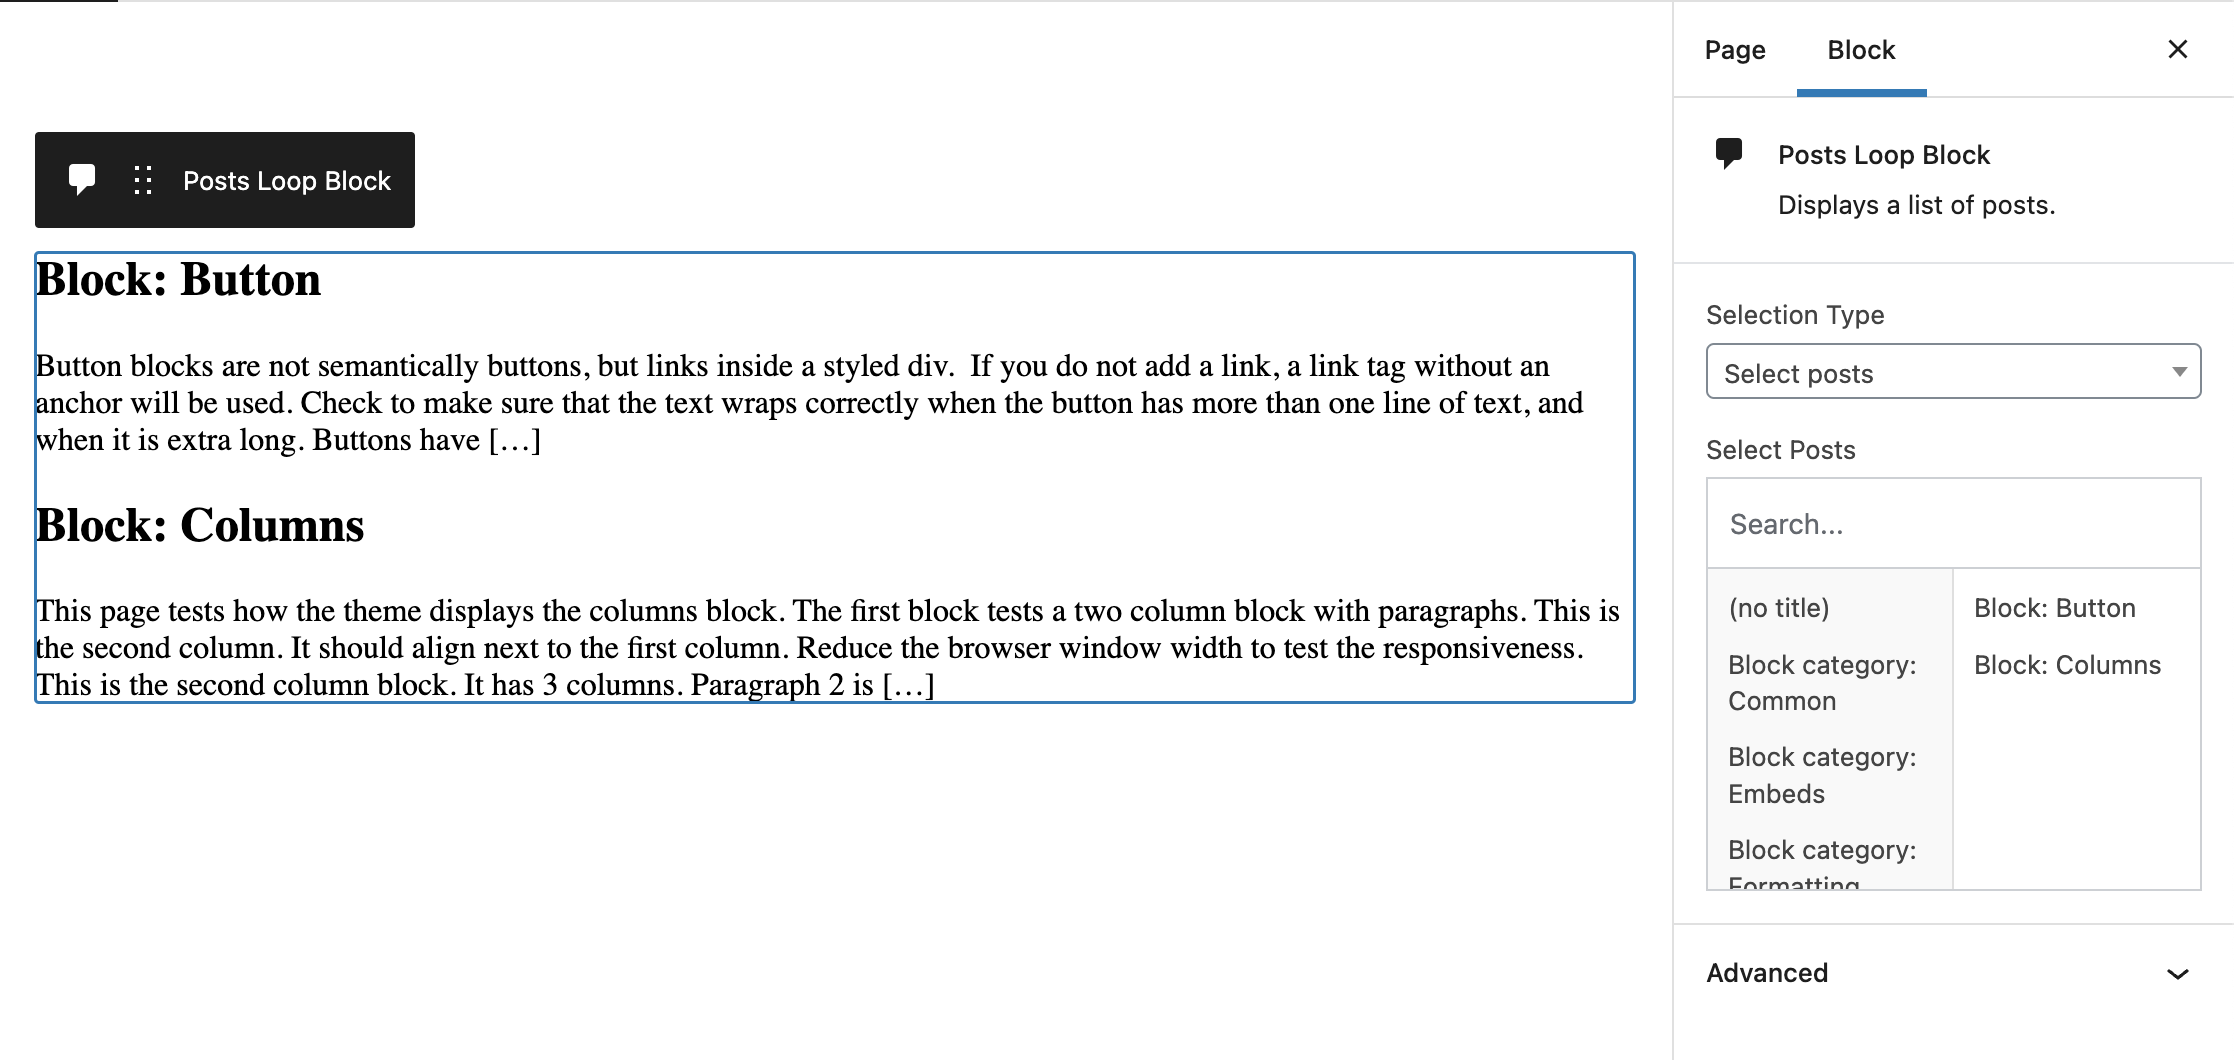 Page
Block
Posts Loop Block
Block: Button
Button blocks are not semantically buttons, but links inside a styled div.  If you do not add a link, a link tag without an
anchor will be used. Check to make sure that the text wraps correctly when the button has more than one line of text, and
when it is extra long. Buttons have […]
Block: Columns
This page tests how the theme displays the columns block. The first block tests a two column block with paragraphs. This is
the second column. It should align next to the first column. Reduce the browser window width to test the responsiveness.
This is the second column block. It has 3 columns. Paragraph 2 is […]
Posts Loop Block
Displays a list of posts.
Selection Type
Select posts
Select Posts
Search...
(no title)
Block category:
Common
Block category:
Embeds
Block category:
Formatting
Block: Button
Block: Columns
Advanced